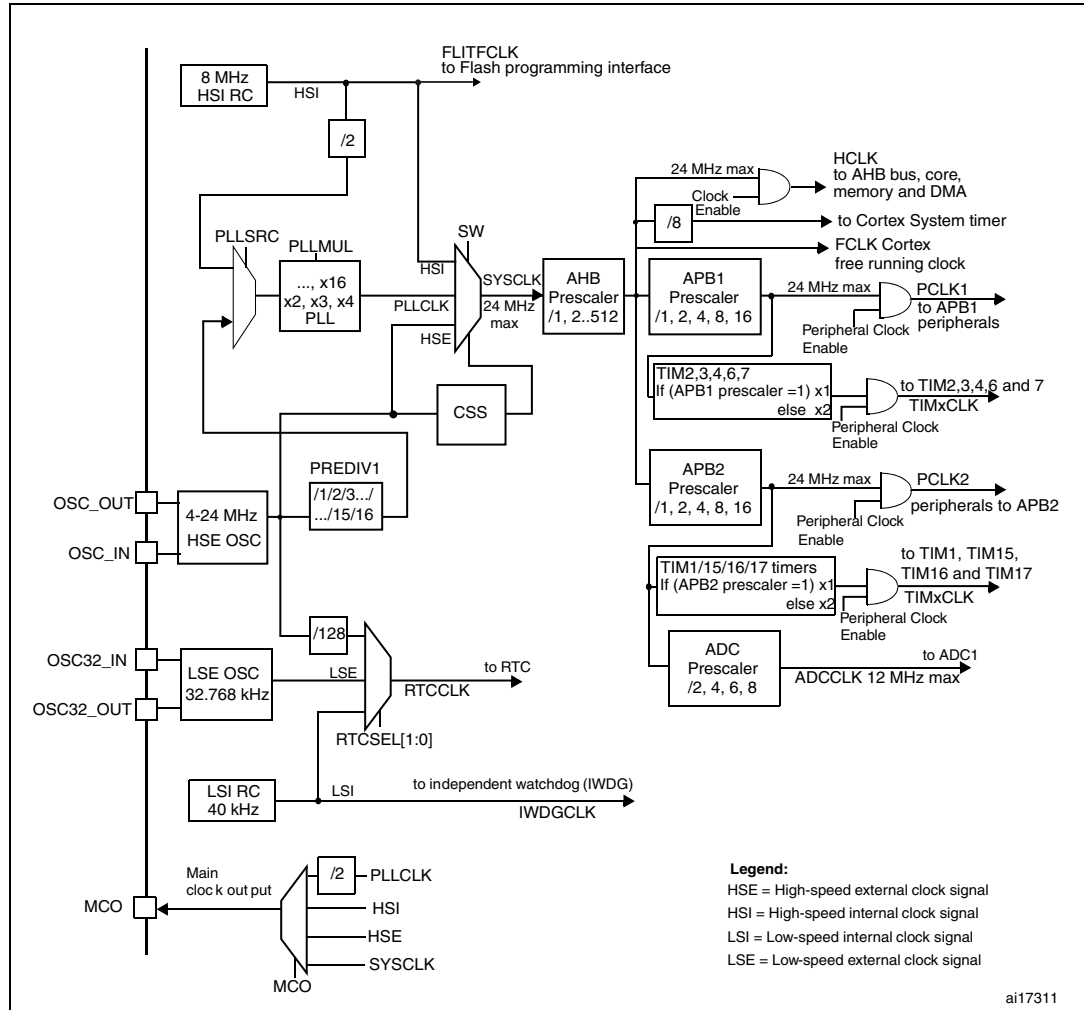 FLITFCLK
to Flash programming interface
8 MHz
HSI RC
HSI
/2
HCLK
to AHB bus, core,
memory and DMA
24 MHz max
Clock
Enable
/8
to Cortex System timer
FCLK Cortex
free running clock
PLLSRC
PLLMUL
..., x16
x2, x3, x4
PLL
SW
HSI
PLLCLK
HSE
SYSCLK
24 MHz
max
AHB
Prescaler
/1, 2..512
APB1
Prescaler
/1, 2, 4, 8, 16
24 MHz max
PCLK1
to APB1
peripherals
Peripheral Clock
Enable
TIM2,3,4,6,7
If (APB1 prescaler =1) x1
else x2
to TIM2,3,4,6 and 7
TIMxCLK
Peripheral Clock
Enable
CSS
PREDIV1
/1/2/3.../
.../15/16
OSC_OUT
OSC_IN
4-24 MHz
HSE OSC
APB2
Prescaler
/1, 2, 4, 8, 16
24 MHz max
PCLK2
peripherals to APB2
Peripheral Clock
Enable
TIM1/15/16/17 timers
If (APB2 prescaler =1) x1
else x2
to TIM1, TIM15,
TIM16 and TIM17
TIMxCLK
Peripheral Clock
Enable
ADC
Prescaler
/2, 4, 6, 8
to ADC1
ADCCLK 12 MHz max
/128
OSC32_IN
OSC32_OUT
LSE OSC
32.768 kHz
LSE
to RTC
RTCCLK
RTCSEL[1:0]
LSI RC
40 kHz
LSI
to independent watchdog (IWDG)
IWDGCLK
MCO
Main
clock output
/2
PLLCLK
HSI
HSE
SYSCLK
MCO
Legend:
HSE = High-speed external clock signal
HSI = High-speed internal clock signal
LSI = Low-speed internal clock signal
LSE = Low-speed external clock signal
ai17311